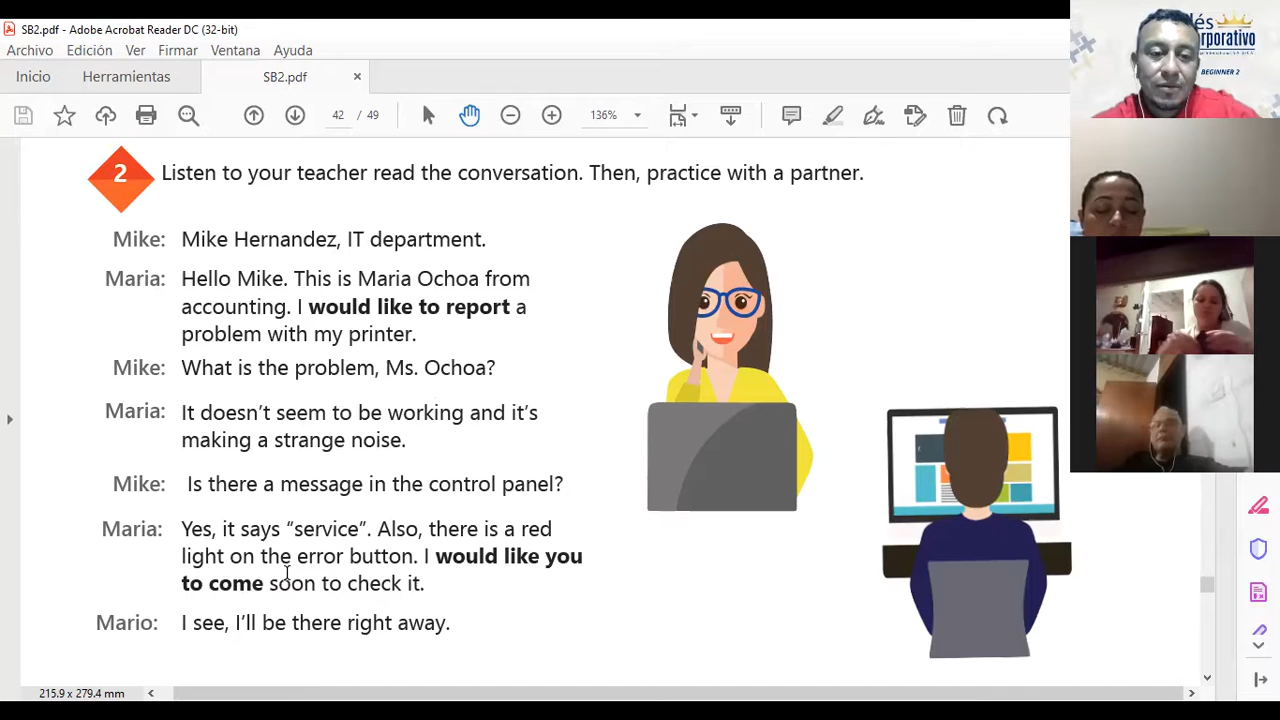 SB2.pdf - Adobe Acrobat Reader DC (32-bit)
Archivo Edición Ver Firmar Ventana Ayuda
Inicio Herramientas SB2.pdf
42 / 49 136%
2 Listen to your teacher read the conversation. Then, practice with a partner.
Mike: Mike Hernandez, IT department.
Maria: Hello Mike. This is Maria Ochoa from
accounting. I would like to report a
problem with my printer.
Mike: What is the problem, Ms. Ochoa?
Maria: It doesn’t seem to be working and it’s
making a strange noise.
Mike: Is there a message in the control panel?
Maria: Yes, it says “service”. Also, there is a red
light on the error button. I would like you
to come soon to check it.
Mario: I see, I’ll be there right away.
215.9 x 279.4 mm
BEGINNER 2